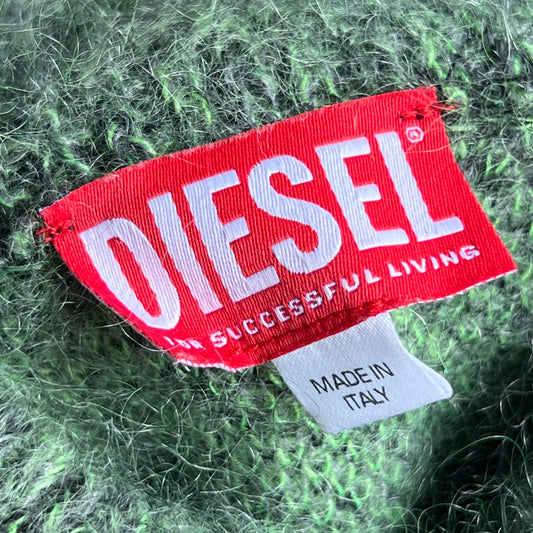 DIESEL®
FOR SUCCESSFUL LIVING
MADE IN
ITALY